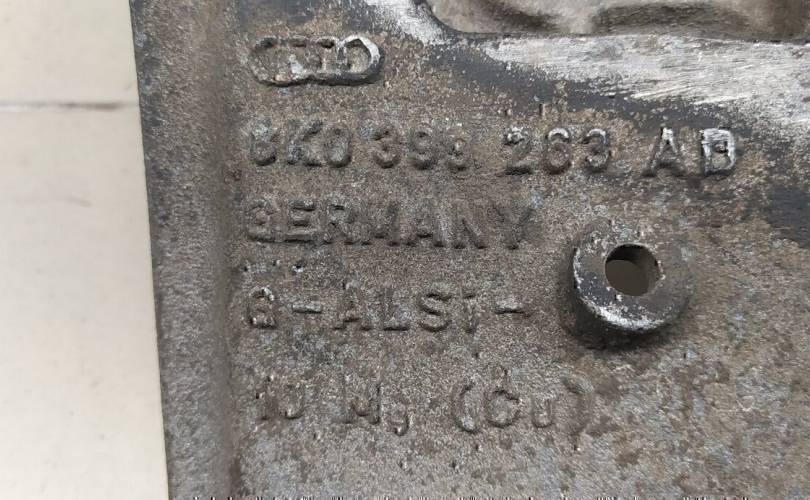 8K0 399 263 AB
GERMANY
G-ALSi-
10 Mg (Cu)